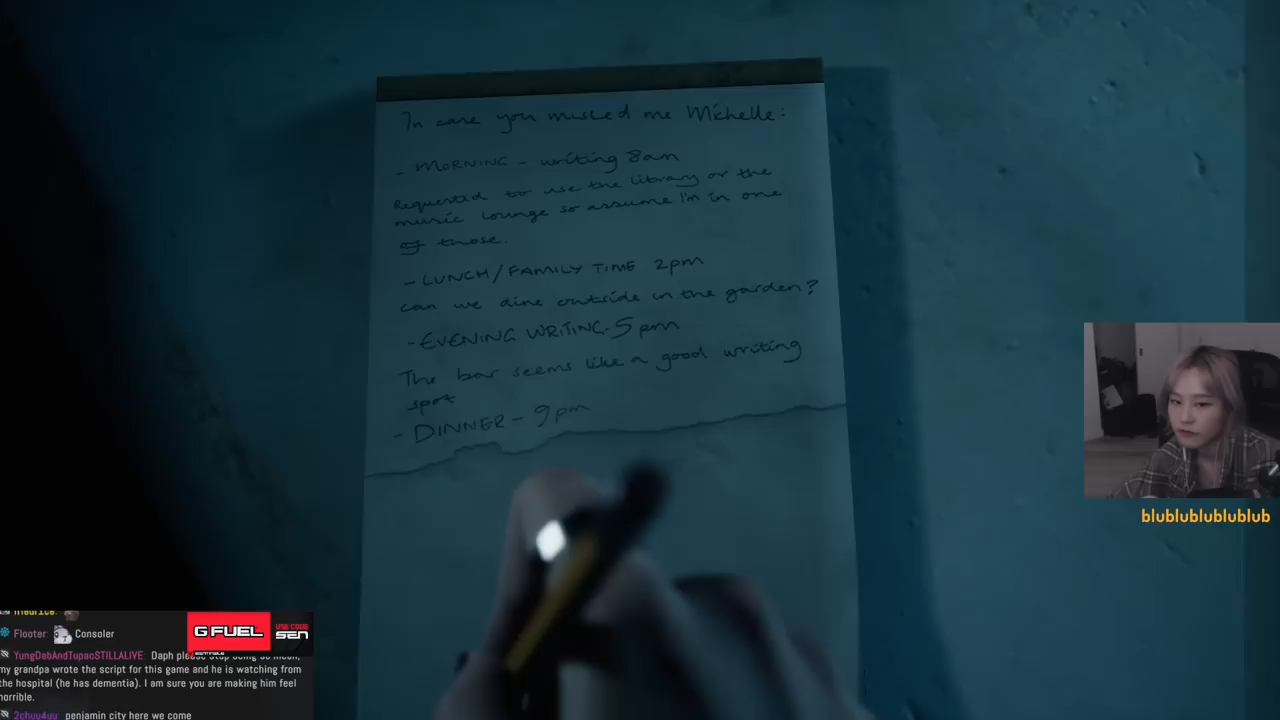 In case you missed me Michelle:
- MORNING - writing 8am
Requested to use the library or the
music lounge so assume I'm in one
of those.
- LUNCH/FAMILY TIME 2pm
can we dine outside in the garden?
- EVENING WRITING. 5pm
The bar seems like a good writing
spot
- DINNER - 9pm
blublublublublub
Flooter: Consoler
G FUEL
USE CODE
SEN
YungDabAndTupacSTILLALIVE Daph please stop being so mean,
my grandpa wrote the script for this game and he is watching from
the hospital (he has dementia). I am sure you are making him feel
horrible.
2chuu4uu penjamin city here we come